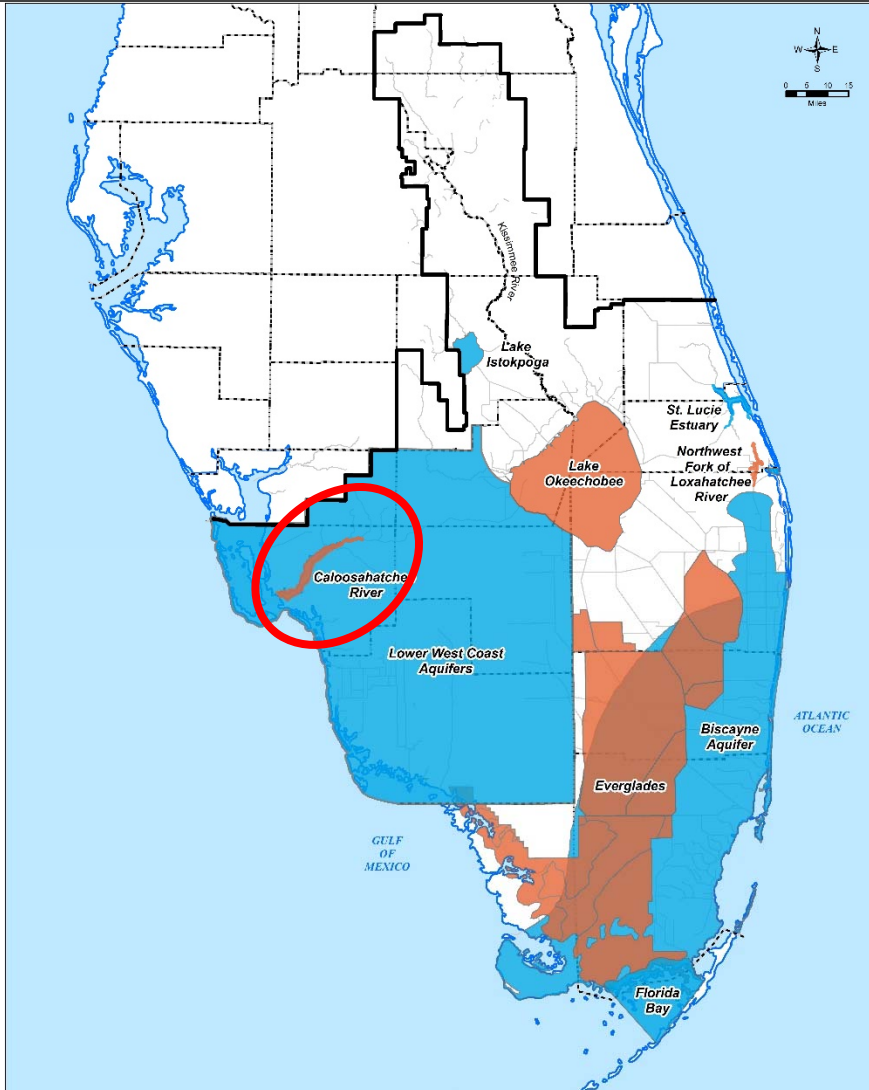 N
W E
S
0 5 10 15
Miles
Kissimmee River
Lake
Istokpoga
St. Lucie
Estuary
Northwest
Fork of
Loxahatchee
River
Lake
Okeechobee
Caloosahatchee
River
Lower West Coast
Aquifers
ATLANTIC
OCEAN
Biscayne
Aquifer
Everglades
GULF
OF
MEXICO
Florida
Bay